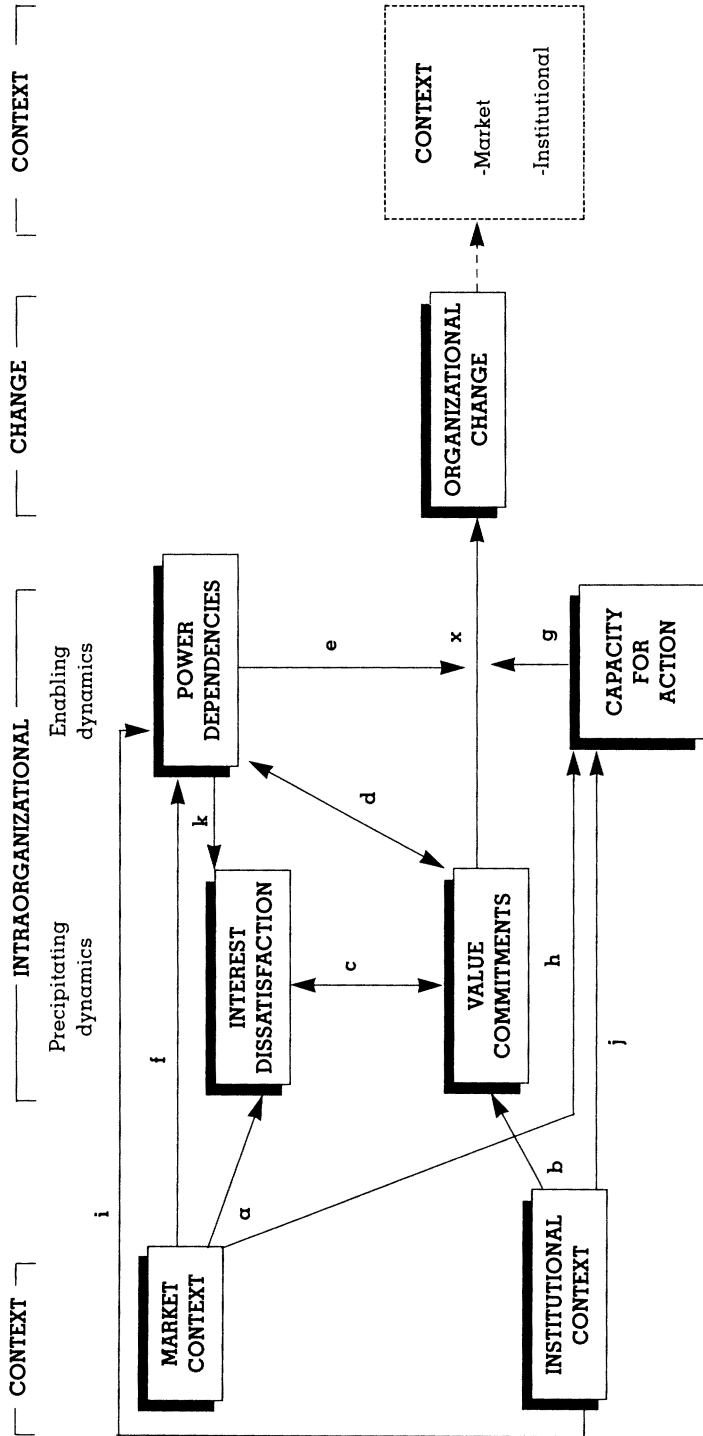 CONTEXT
INTRAORGANIZATIONAL
CHANGE
CONTEXT
Precipitating
dynamics
Enabling
dynamics
i
MARKET
CONTEXT
f
a
INTEREST
DISSATISFACTION
k
POWER
DEPENDENCIES
c
d
e
INSTITUTIONAL
CONTEXT
b
VALUE
COMMITMENTS
x
ORGANIZATIONAL
CHANGE
CONTEXT
-Market
-Institutional
h
j
g
CAPACITY
FOR
ACTION